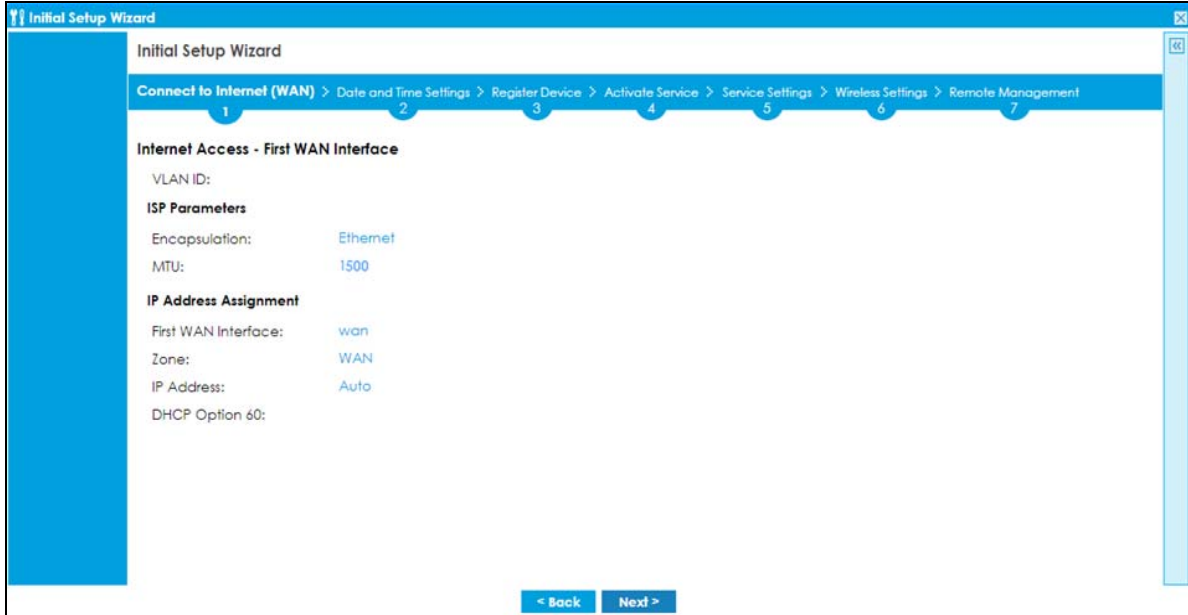 Initial Setup Wizard
Initial Setup Wizard
Connect to Internet (WAN) > Date and Time Settings > Register Device > Activate Service > Service Settings > Wireless Settings > Remote Management
1 2 3 4 5 6 7
Internet Access - First WAN Interface
VLAN ID:
ISP Parameters
Encapsulation: Ethernet
MTU: 1500
IP Address Assignment
First WAN Interface: wan
Zone: WAN
IP Address: Auto
DHCP Option 60:
< Back Next >